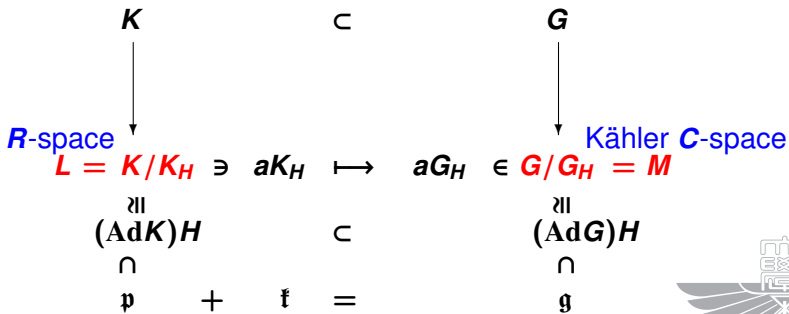 K ⊂ G
R-space Kähler C-space
L = K/K_H ∋ aK_H ⟼ aG_H ∈ G/G_H = M
≅ ≅
(AdK)H ⊂ (AdG)H
∩ ∩
𝔭 + 𝔨 = 𝔤